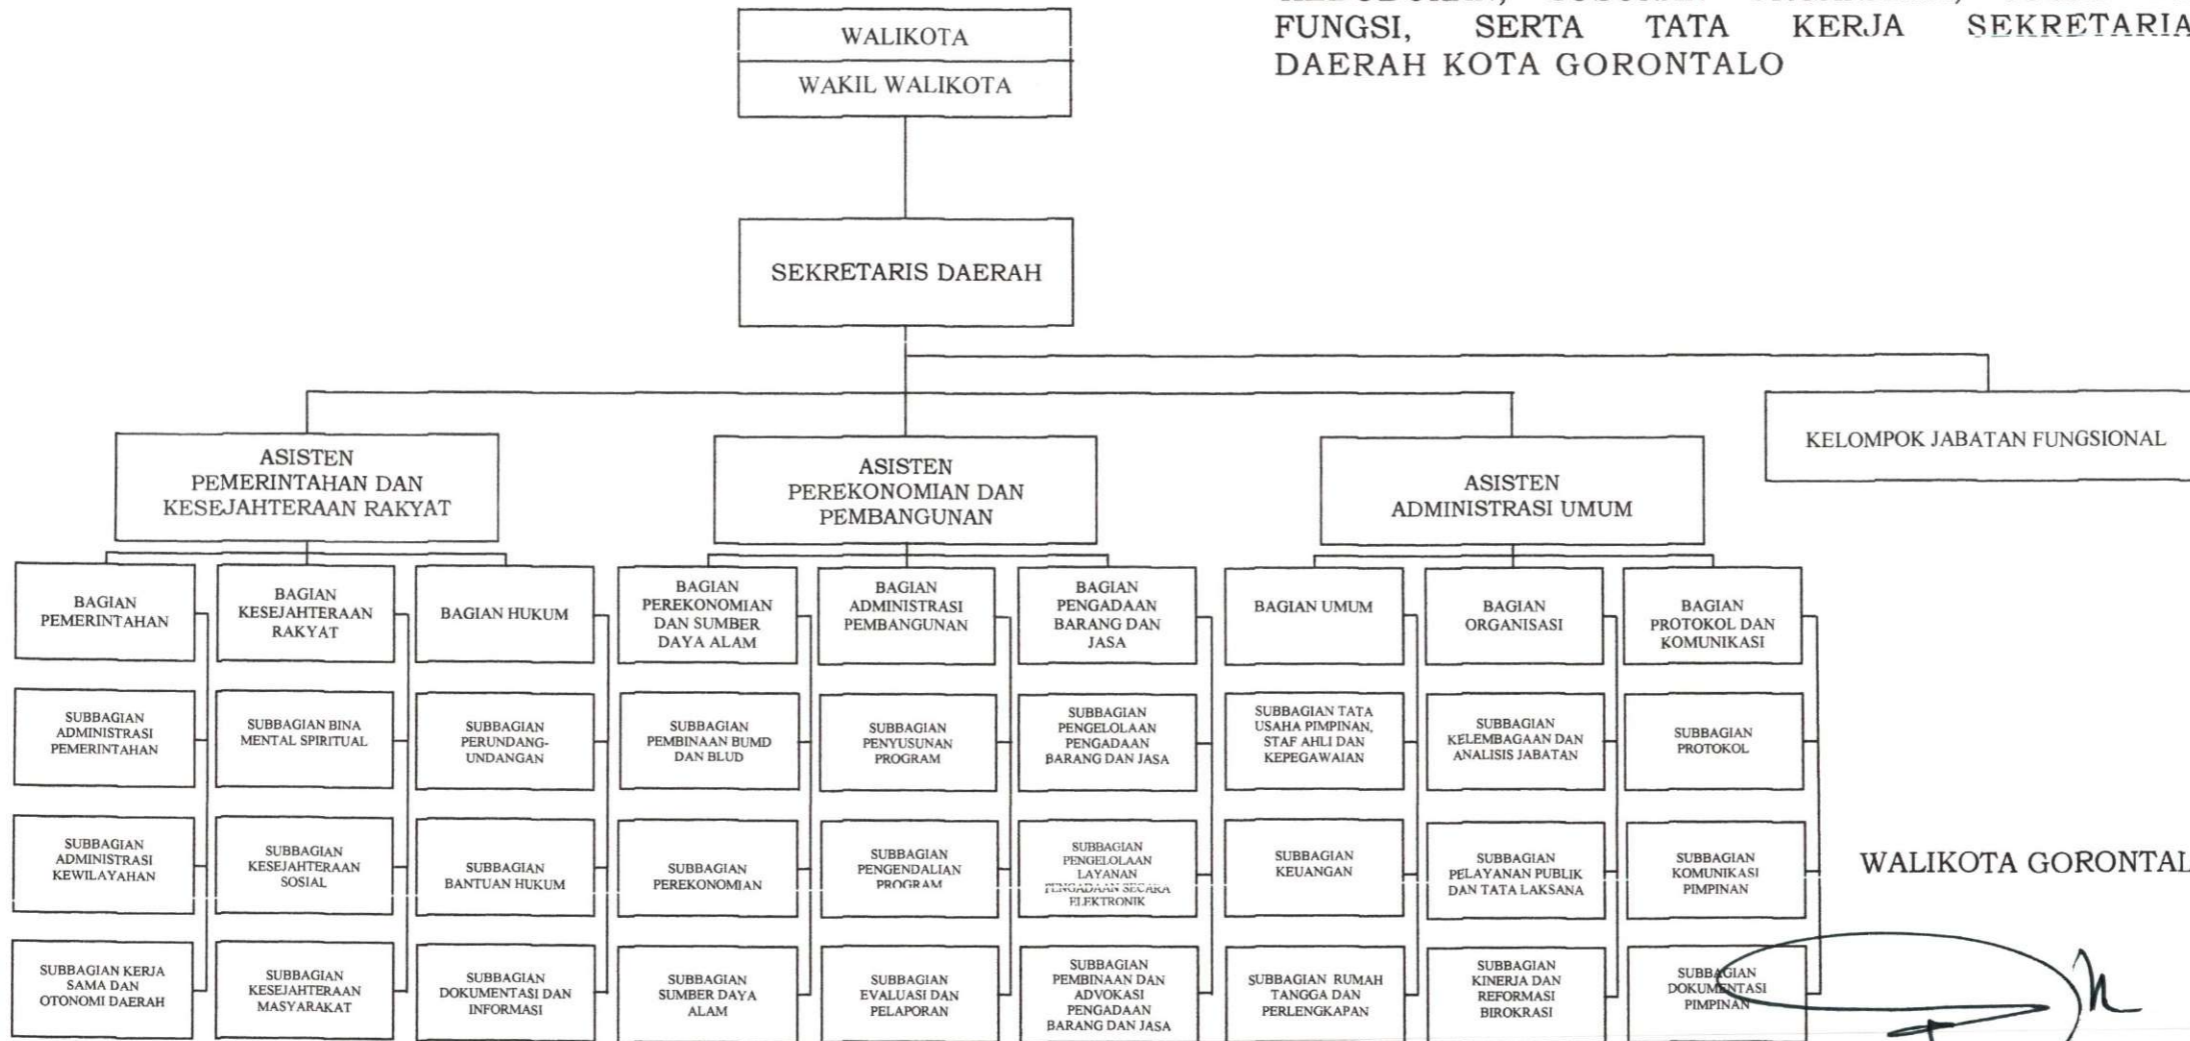 FUNGSI, SERTA TATA KERJA SEKRETARIA
DAERAH KOTA GORONTALO
WALIKOTA
WAKIL WALIKOTA
SEKRETARIS DAERAH
KELOMPOK JABATAN FUNGSIONAL
ASISTEN
PEMERINTAHAN DAN
KESEJAHTERAAN RAKYAT
ASISTEN
PEREKONOMIAN DAN
PEMBANGUNAN
ASISTEN
ADMINISTRASI UMUM
BAGIAN
PEMERINTAHAN
BAGIAN
KESEJAHTERAAN
RAKYAT
BAGIAN HUKUM
BAGIAN
PEREKONOMIAN
DAN SUMBER
DAYA ALAM
BAGIAN
ADMINISTRASI
PEMBANGUNAN
BAGIAN
PENGADAAN
BARANG DAN
JASA
BAGIAN UMUM
BAGIAN
ORGANISASI
BAGIAN
PROTOKOL DAN
KOMUNIKASI
SUBBAGIAN
ADMINISTRASI
PEMERINTAHAN
SUBBAGIAN BINA
MENTAL SPIRITUAL
SUBBAGIAN
PERUNDANG-
UNDANGAN
SUBBAGIAN
PEMBINAAN BUMD
DAN BLUD
SUBBAGIAN
PENYUSUNAN
PROGRAM
SUBBAGIAN
PENGELOLAAN
PENGADAAN
BARANG DAN JASA
SUBBAGIAN TATA
USAHA PIMPINAN,
STAF AHLI DAN
KEPEGAWAIAN
SUBBAGIAN
KELEMBAGAAN DAN
ANALISIS JABATAN
SUBBAGIAN
PROTOKOL
SUBBAGIAN
ADMINISTRASI
KEWILAYAHAN
SUBBAGIAN
KESEJAHTERAAN
SOSIAL
SUBBAGIAN
BANTUAN HUKUM
SUBBAGIAN
PEREKONOMIAN
SUBBAGIAN
PENGENDALIAN
PROGRAM
SUBBAGIAN
PENGELOLAAN
LAYANAN
PENGADAAN SECARA
ELEKTRONIK
SUBBAGIAN
KEUANGAN
SUBBAGIAN
PELAYANAN PUBLIK
DAN TATA LAKSANA
SUBBAGIAN
KOMUNIKASI
PIMPINAN
WALIKOTA GORONTAL
SUBBAGIAN KERJA
SAMA DAN
OTONOMI DAERAH
SUBBAGIAN
KESEJAHTERAAN
MASYARAKAT
SUBBAGIAN
DOKUMENTASI DAN
INFORMASI
SUBBAGIAN
SUMBER DAYA
ALAM
SUBBAGIAN
EVALUASI DAN
PELAPORAN
SUBBAGIAN
PEMBINAAN DAN
ADVOKASI
PENGADAAN
BARANG DAN JASA
SUBBAGIAN RUMAH
TANGGA DAN
PERLENGKAPAN
SUBBAGIAN
KINERJA DAN
REFORMASI
BIROKRASI
SUBBAGIAN
DOKUMENTASI
PIMPINAN